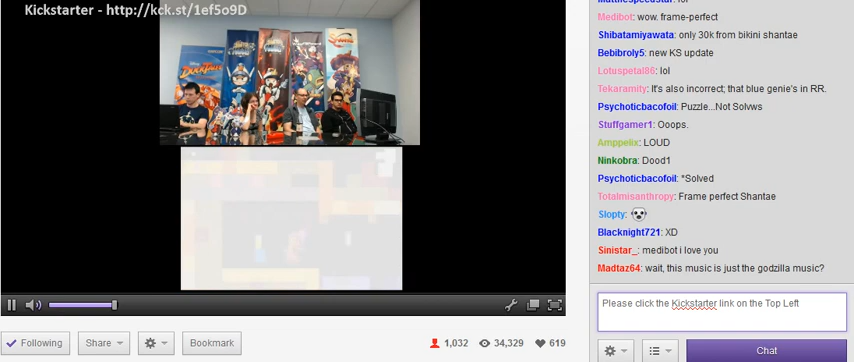 Kickstarter - http://kck.st/1ef5o9D
DUCKTALES
Following
Share
Bookmark
1,032
34,329
619
Medibot: wow. frame-perfect
Shibatamiyawata: only 30k from bikini shantae
Bebibroly5: new KS update
Lotuspetal86: lol
Tekaramity: It's also incorrect; that blue genie's in RR.
Psychoticbacofoil: Puzzle...Not Solvws
Stuffgamer1: Ooops.
Amppelix: LOUD
Ninkobra: Dood1
Psychoticbacofoil: *Solved
Totalmisanthropy: Frame perfect Shantae
Slopty:
Blacknight721: XD
Sinistar_: medibot i love you
Madtaz64: wait, this music is just the godzilla music?
Please click the Kickstarter link on the Top Left
Chat